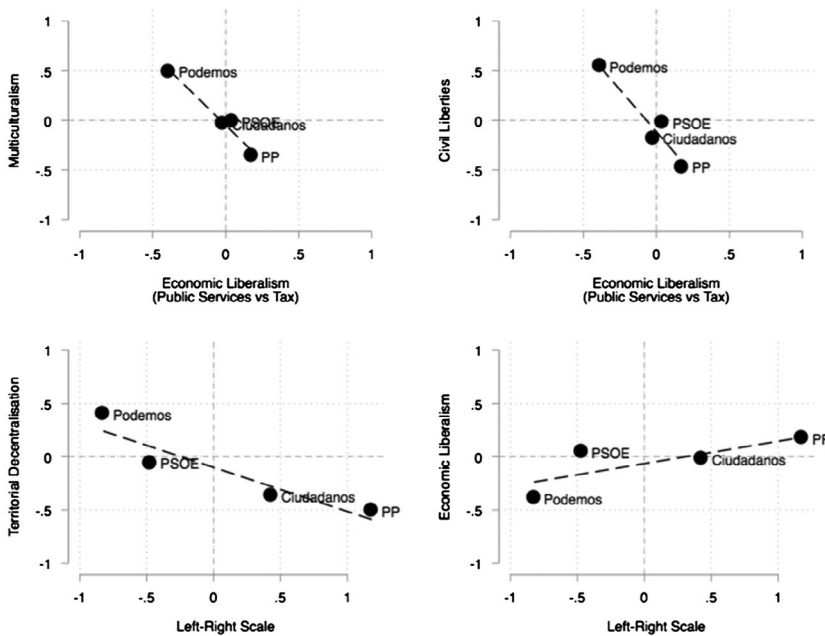 1
.5
0
-.5
-1
Multiculturalism
Podemos
PSOE
Ciudadanos
PP
-1 -.5 0 .5 1
Economic Liberalism
(Public Services vs Tax)
1
.5
0
-.5
-1
Civil Liberties
Podemos
PSOE
Ciudadanos
PP
-1 -.5 0 .5 1
Economic Liberalism
(Public Services vs Tax)
1
.5
0
-.5
-1
Territorial Decentralisation
Podemos
PSOE
Ciudadanos
PP
-1 -.5 0 .5 1
Left-Right Scale
1
.5
0
-.5
-1
Economic Liberalism
PSOE
Ciudadanos
PP
Podemos
-1 -.5 0 .5 1
Left-Right Scale